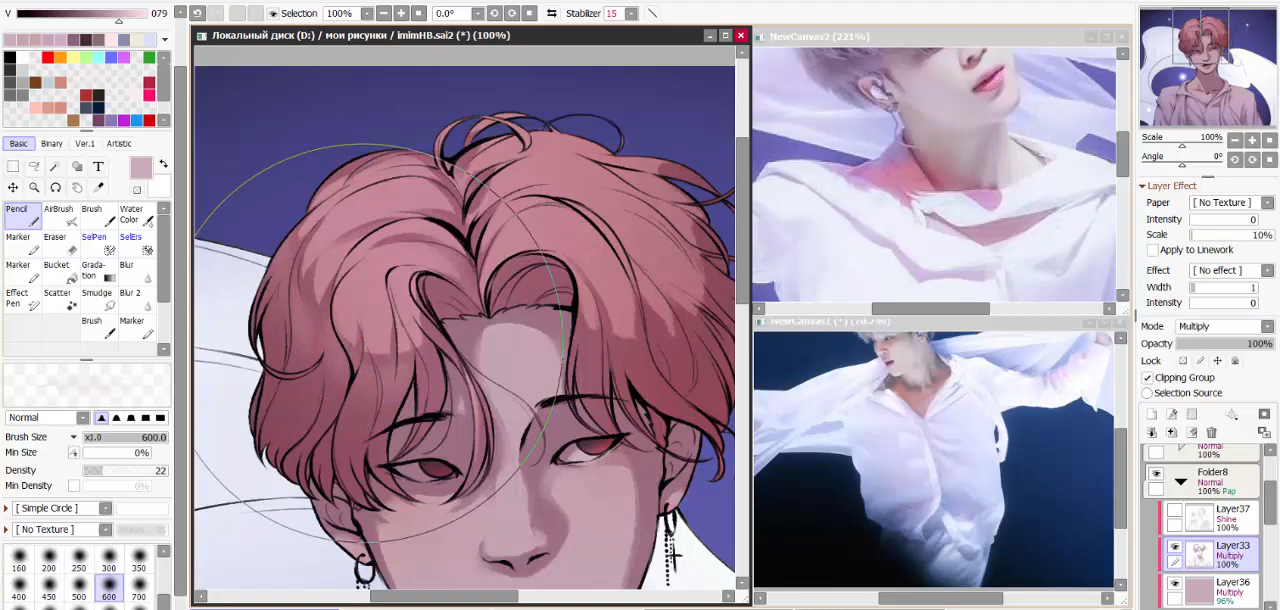 V 079
Selection 100% 0.0° Stabilizer 15
Локальный диск (D:) / мои рисунки / imimHB.sai2 (*) (100%)
NewCanvas2 (221%)
NewCanvas1 (*) (70.7%)
Basic Binary Ver.1 Artistic
T
Pencil AirBrush Brush Water Color
Marker Eraser SelPen SelErs
Marker Bucket Grada-tion Blur
Effect Pen Scatter Smudge Blur 2
Brush Marker
Normal
Brush Size x1.0 600.0
Min Size 0%
Density 22
Min Density 0%
[ Simple Circle ]
[ No Texture ]
160 200 250 300 350
400 450 500 600 700
Scale 100%
Angle 0°
Layer Effect
Paper [ No Texture ]
Intensity 0
Scale 10%
Apply to Linework
Effect [ No effect ]
Width 1
Intensity 0
Mode Multiply
Opacity 100%
Lock
Clipping Group
Selection Source
100%
Folder8
Normal
100% Pap
Layer37
Shine
100%
Layer33
Multiply
100%
Layer36
Multiply
96%